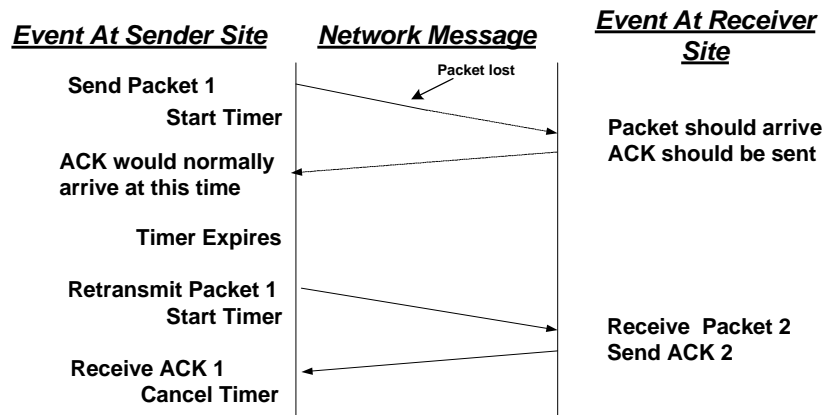 Event At Sender Site
Network Message
Event At Receiver
Site
Packet lost
Send Packet 1
Start Timer
Packet should arrive
ACK should be sent
ACK would normally
arrive at this time
Timer Expires
Retransmit Packet 1
Start Timer
Receive Packet 2
Send ACK 2
Receive ACK 1
Cancel Timer